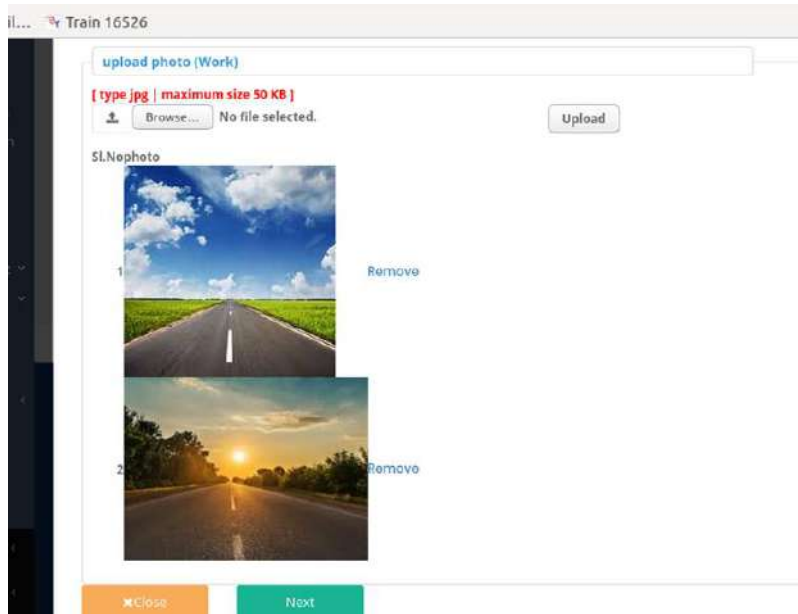 il... Train 16526
upload photo (Work)
[ type jpg | maximum size 50 KB ]
Browse... No file selected. Upload
Sl.Nophoto
1 Remove
2 Remove
✖Close Next